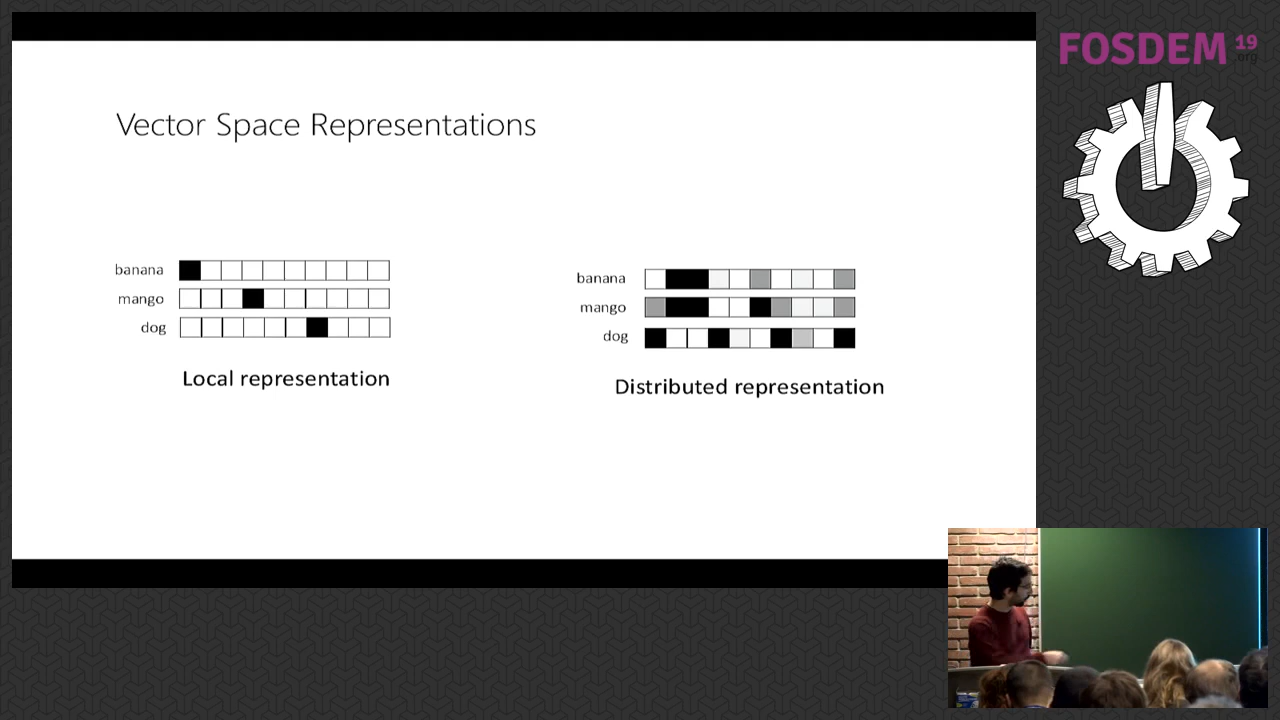 FOSDEM 19
.org
Vector Space Representations
banana
mango
dog
Local representation
banana
mango
dog
Distributed representation